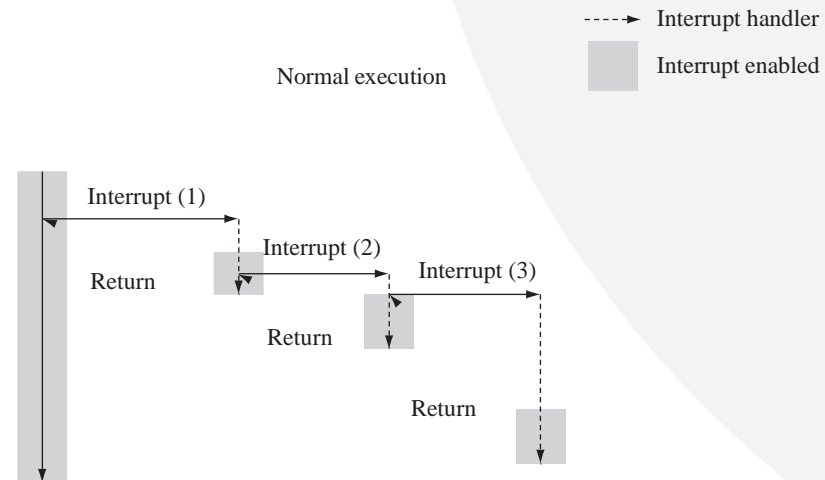 Interrupt handler
Normal execution
Interrupt enabled
Interrupt (1)
Interrupt (2)
Interrupt (3)
Return
Return
Return